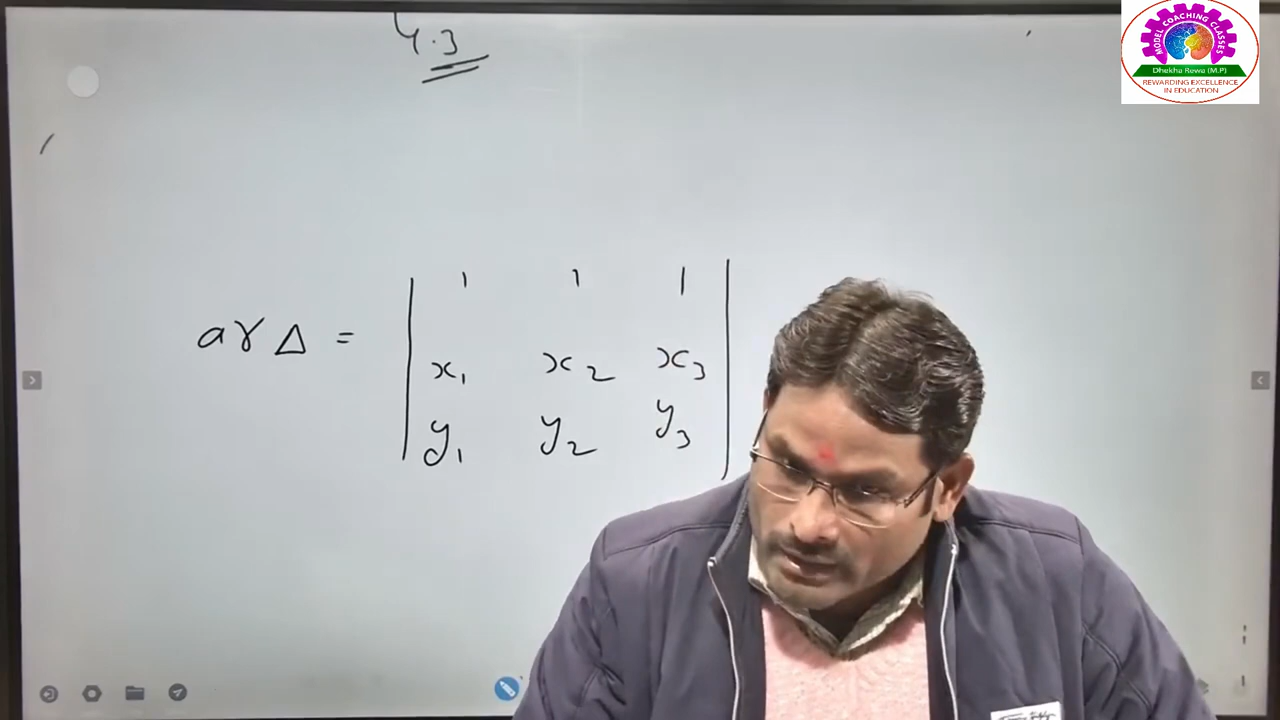 4.3
MODEL COACHING CLASSES
Dhekha Rewa (M.P)
REWARDING EXCELLENCE
IN EDUCATION
1 1 1
ar Δ =
x₁ x₂ x₃
y₁ y₂ y₃